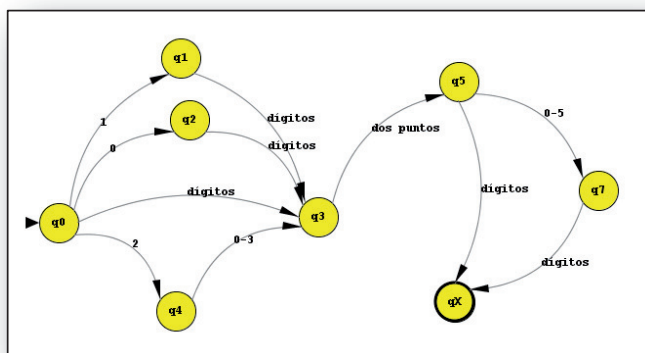 q1
q5
1
q2
0-5
0
digitos
digitos
dos puntos
digitos
digitos
q7
q0
q3
2
0-3
digitos
q4
qX